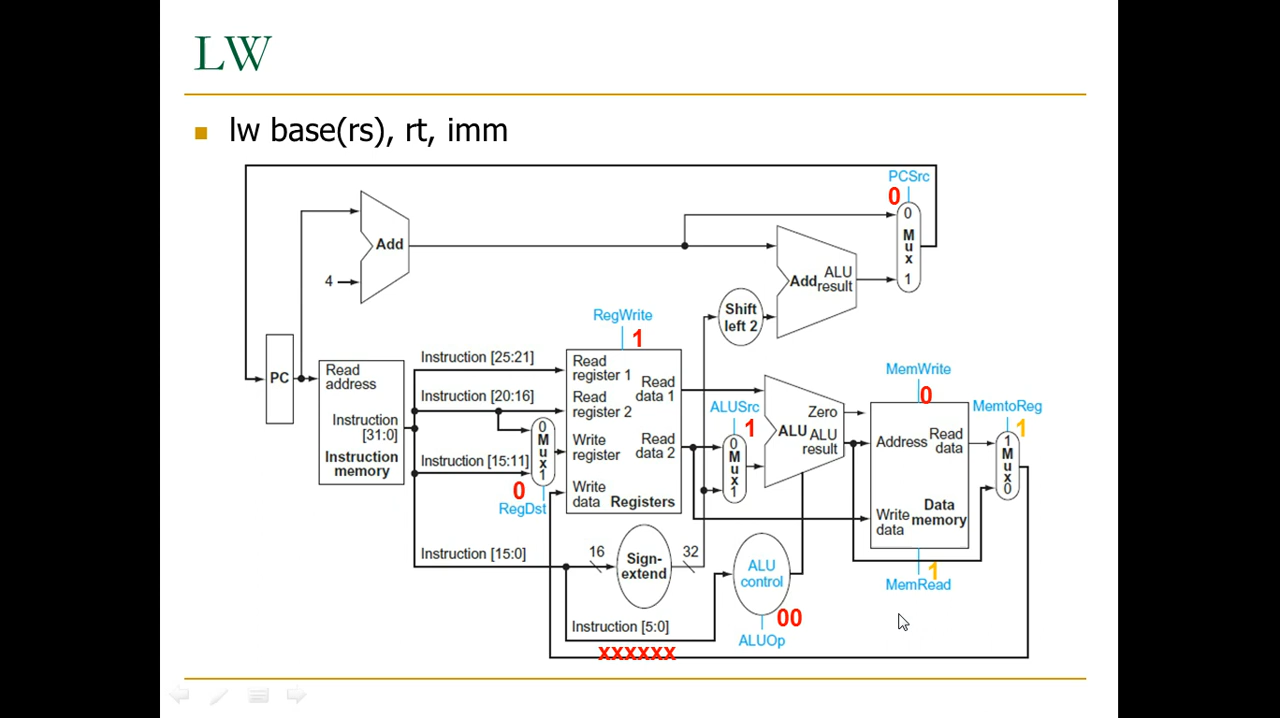 LW
lw base(rs), rt, imm
PCSrc
0
0
M
u
x
1
Add
4
Add ALU
result
Shift
left 2
RegWrite
1
PC
Read
address
Instruction
[31:0]
Instruction
memory
Instruction [25:21]
Instruction [20:16]
Instruction [15:11]
Instruction [15:0]
0
M
u
x
1
0
RegDst
Read
register 1
Read
register 2
Write
register
Write
data
Read
data 1
Read
data 2
Registers
ALUSrc
1
0
M
u
x
1
Zero
ALU ALU
result
MemWrite
0
Address
Read
data
Data
memory
Write
data
MemRead
1
MemtoReg
1
1
M
u
x
0
16
Sign-
extend
32
ALU
control
00
ALUOp
Instruction [5:0]
xxxxxx